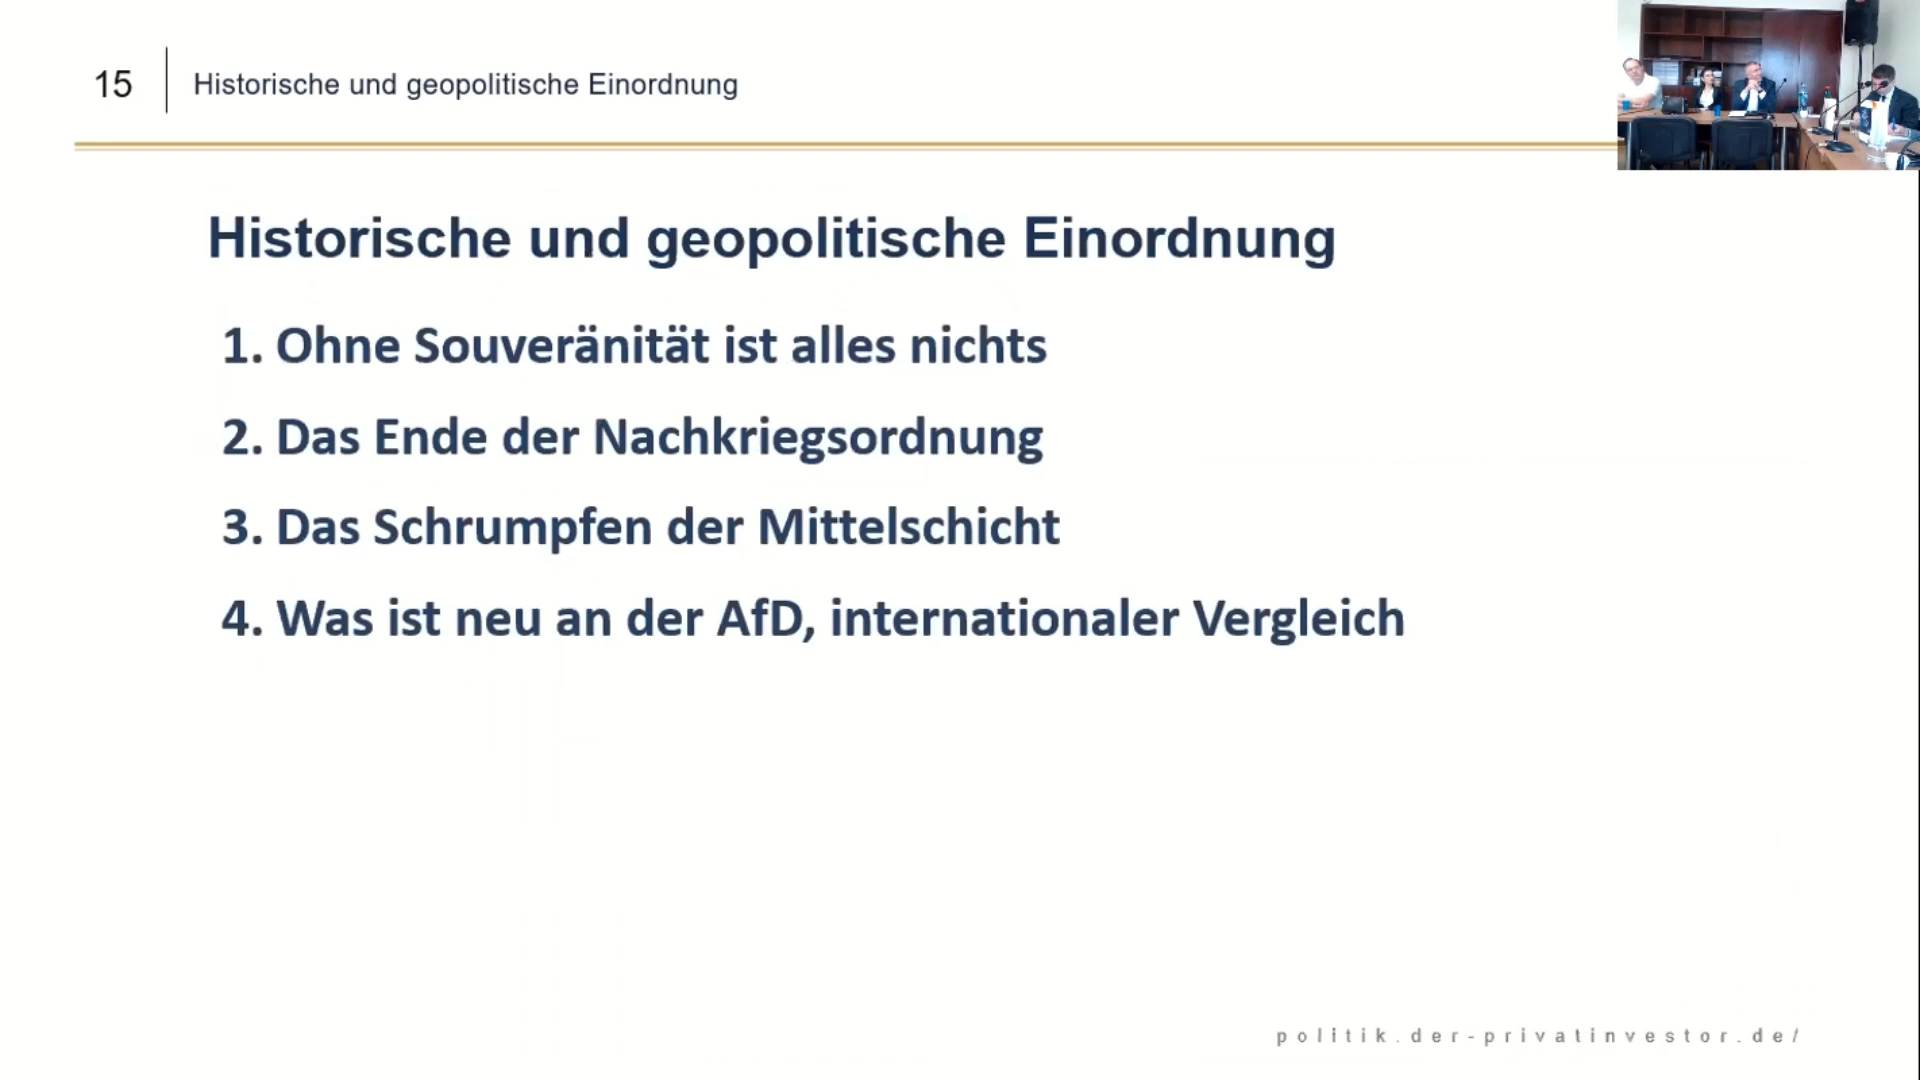 15
Historische und geopolitische Einordnung
Historische und geopolitische Einordnung
1. Ohne Souveränität ist alles nichts
2. Das Ende der Nachkriegsordnung
3. Das Schrumpfen der Mittelschicht
4. Was ist neu an der AfD, internationaler Vergleich
politik.der-privatinvestor.de/